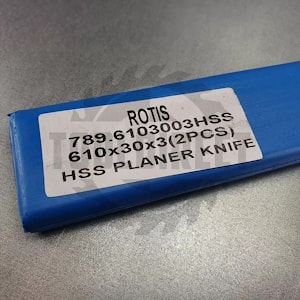 ROTIS
789.6103003HSS
610x30x3(2PCS)
HSS PLANER KNIFE